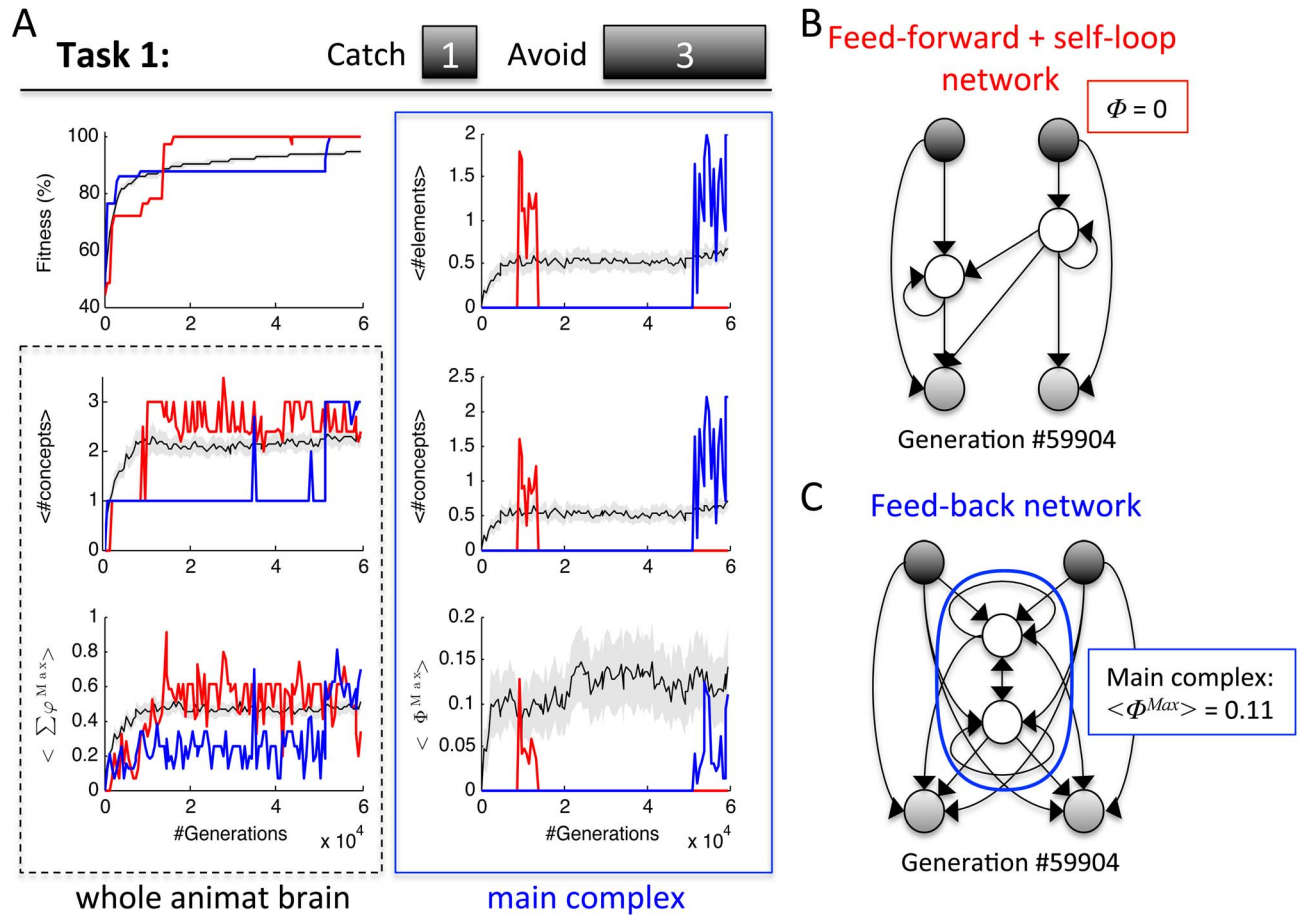 A
Task 1:
Catch 1 Avoid 3
Fitness (%)
100
80
60
40
0 2 4 6
<#elements>
2
1.5
1
0.5
0
0 2 4 6
<#concepts>
3
2
1
0
0 2 4 6
<#concepts>
2.5
2
1.5
1
0.5
0
0 2 4 6
< ∑φ^Max >
1
0.8
0.6
0.4
0.2
0
0 2 4 6
#Generations
x 10^4
< Φ^Max >
0.2
0.15
0.1
0.05
0
0 2 4 6
#Generations
x 10^4
whole animat brain
main complex
B
Feed-forward + self-loop
network
Φ = 0
Generation #59904
C
Feed-back network
Main complex:
<Φ^Max> = 0.11
Generation #59904